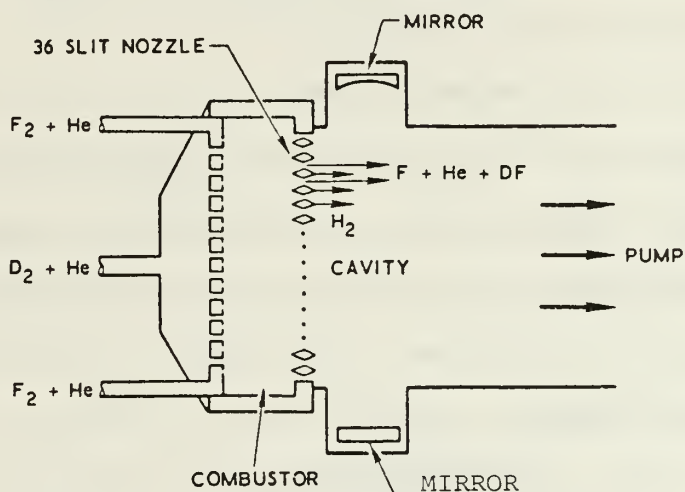 MIRROR
36 SLIT NOZZLE
F₂ + He
F + He + DF
H₂
D₂ + He
CAVITY
PUMP
F₂ + He
COMBUSTOR
MIRROR